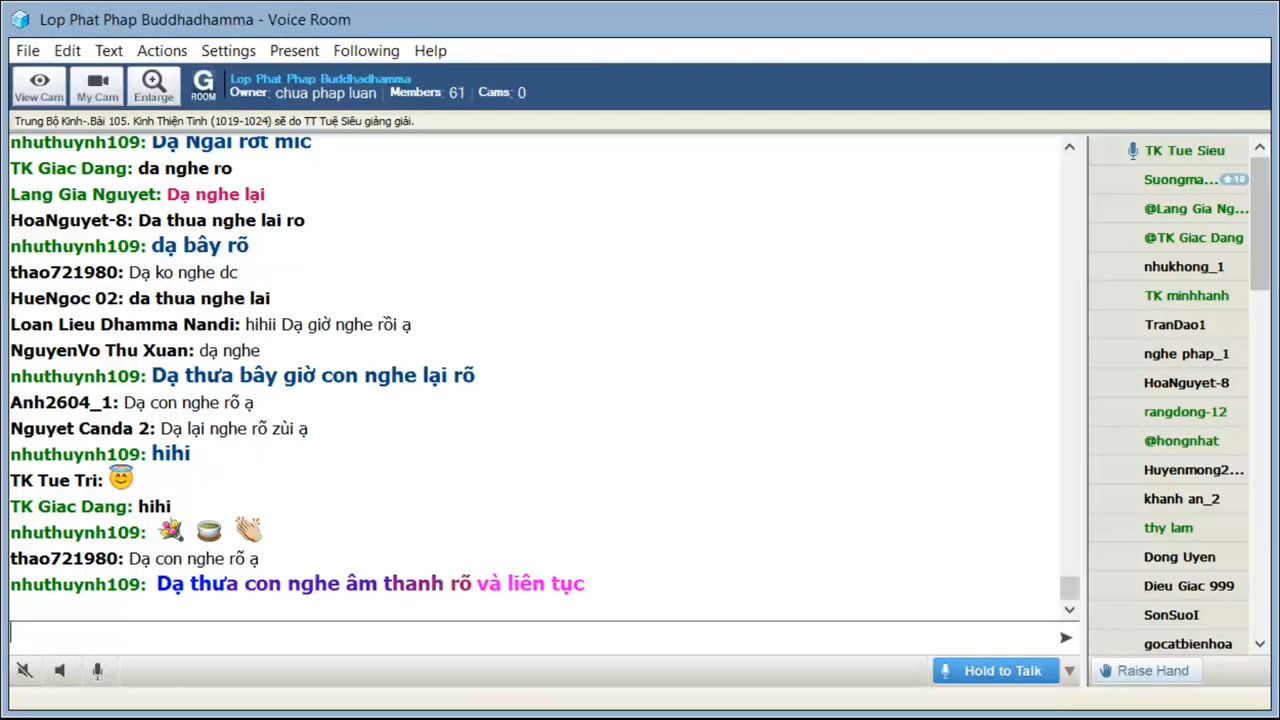 Lop Phat Phap Buddhadhamma - Voice Room
File Edit Text Actions Settings Present Following Help
View Cam My Cam Enlarge G ROOM
Lop Phat Phap Buddhadhamma
Owner: chua phap luan Members: 61 Cams: 0
Trung Bộ Kinh-.Bài 105. Kinh Thiện Tinh (1019-1024) sẽ do TT Tuệ Siêu giảng giải.
nhuthuynh109: Dạ Ngài rớt mic
TK Giac Dang: da nghe ro
Lang Gia Nguyet: Dạ nghe lại
HoaNguyet-8: Da thua nghe lai ro
nhuthuynh109: dạ bây rõ
thao721980: Dạ ko nghe dc
HueNgoc 02: da thua nghe lai
Loan Lieu Dhamma Nandi: hihii Dạ giờ nghe rồi ạ
NguyenVo Thu Xuan: dạ nghe
nhuthuynh109: Dạ thưa bây giờ con nghe lại rõ
Anh2604_1: Dạ con nghe rõ ạ
Nguyet Canda 2: Dạ lại nghe rõ zùi ạ
nhuthuynh109: hihi
TK Tue Tri: 😇
TK Giac Dang: hihi
nhuthuynh109: 💐 🍵 👏
thao721980: Dạ con nghe rõ ạ
nhuthuynh109: Dạ thưa con nghe âm thanh rõ và liên tục
TK Tue Sieu
Suongma... 10
@Lang Gia Ng...
@TK Giac Dang
nhukhong_1
TK minhhanh
TranDao1
nghe phap_1
HoaNguyet-8
rangdong-12
@hongnhat
Huyenmong2...
khanh an_2
thy lam
Dong Uyen
Dieu Giac 999
SonSuoI
gocatbienhoa
Hold to Talk
Raise Hand